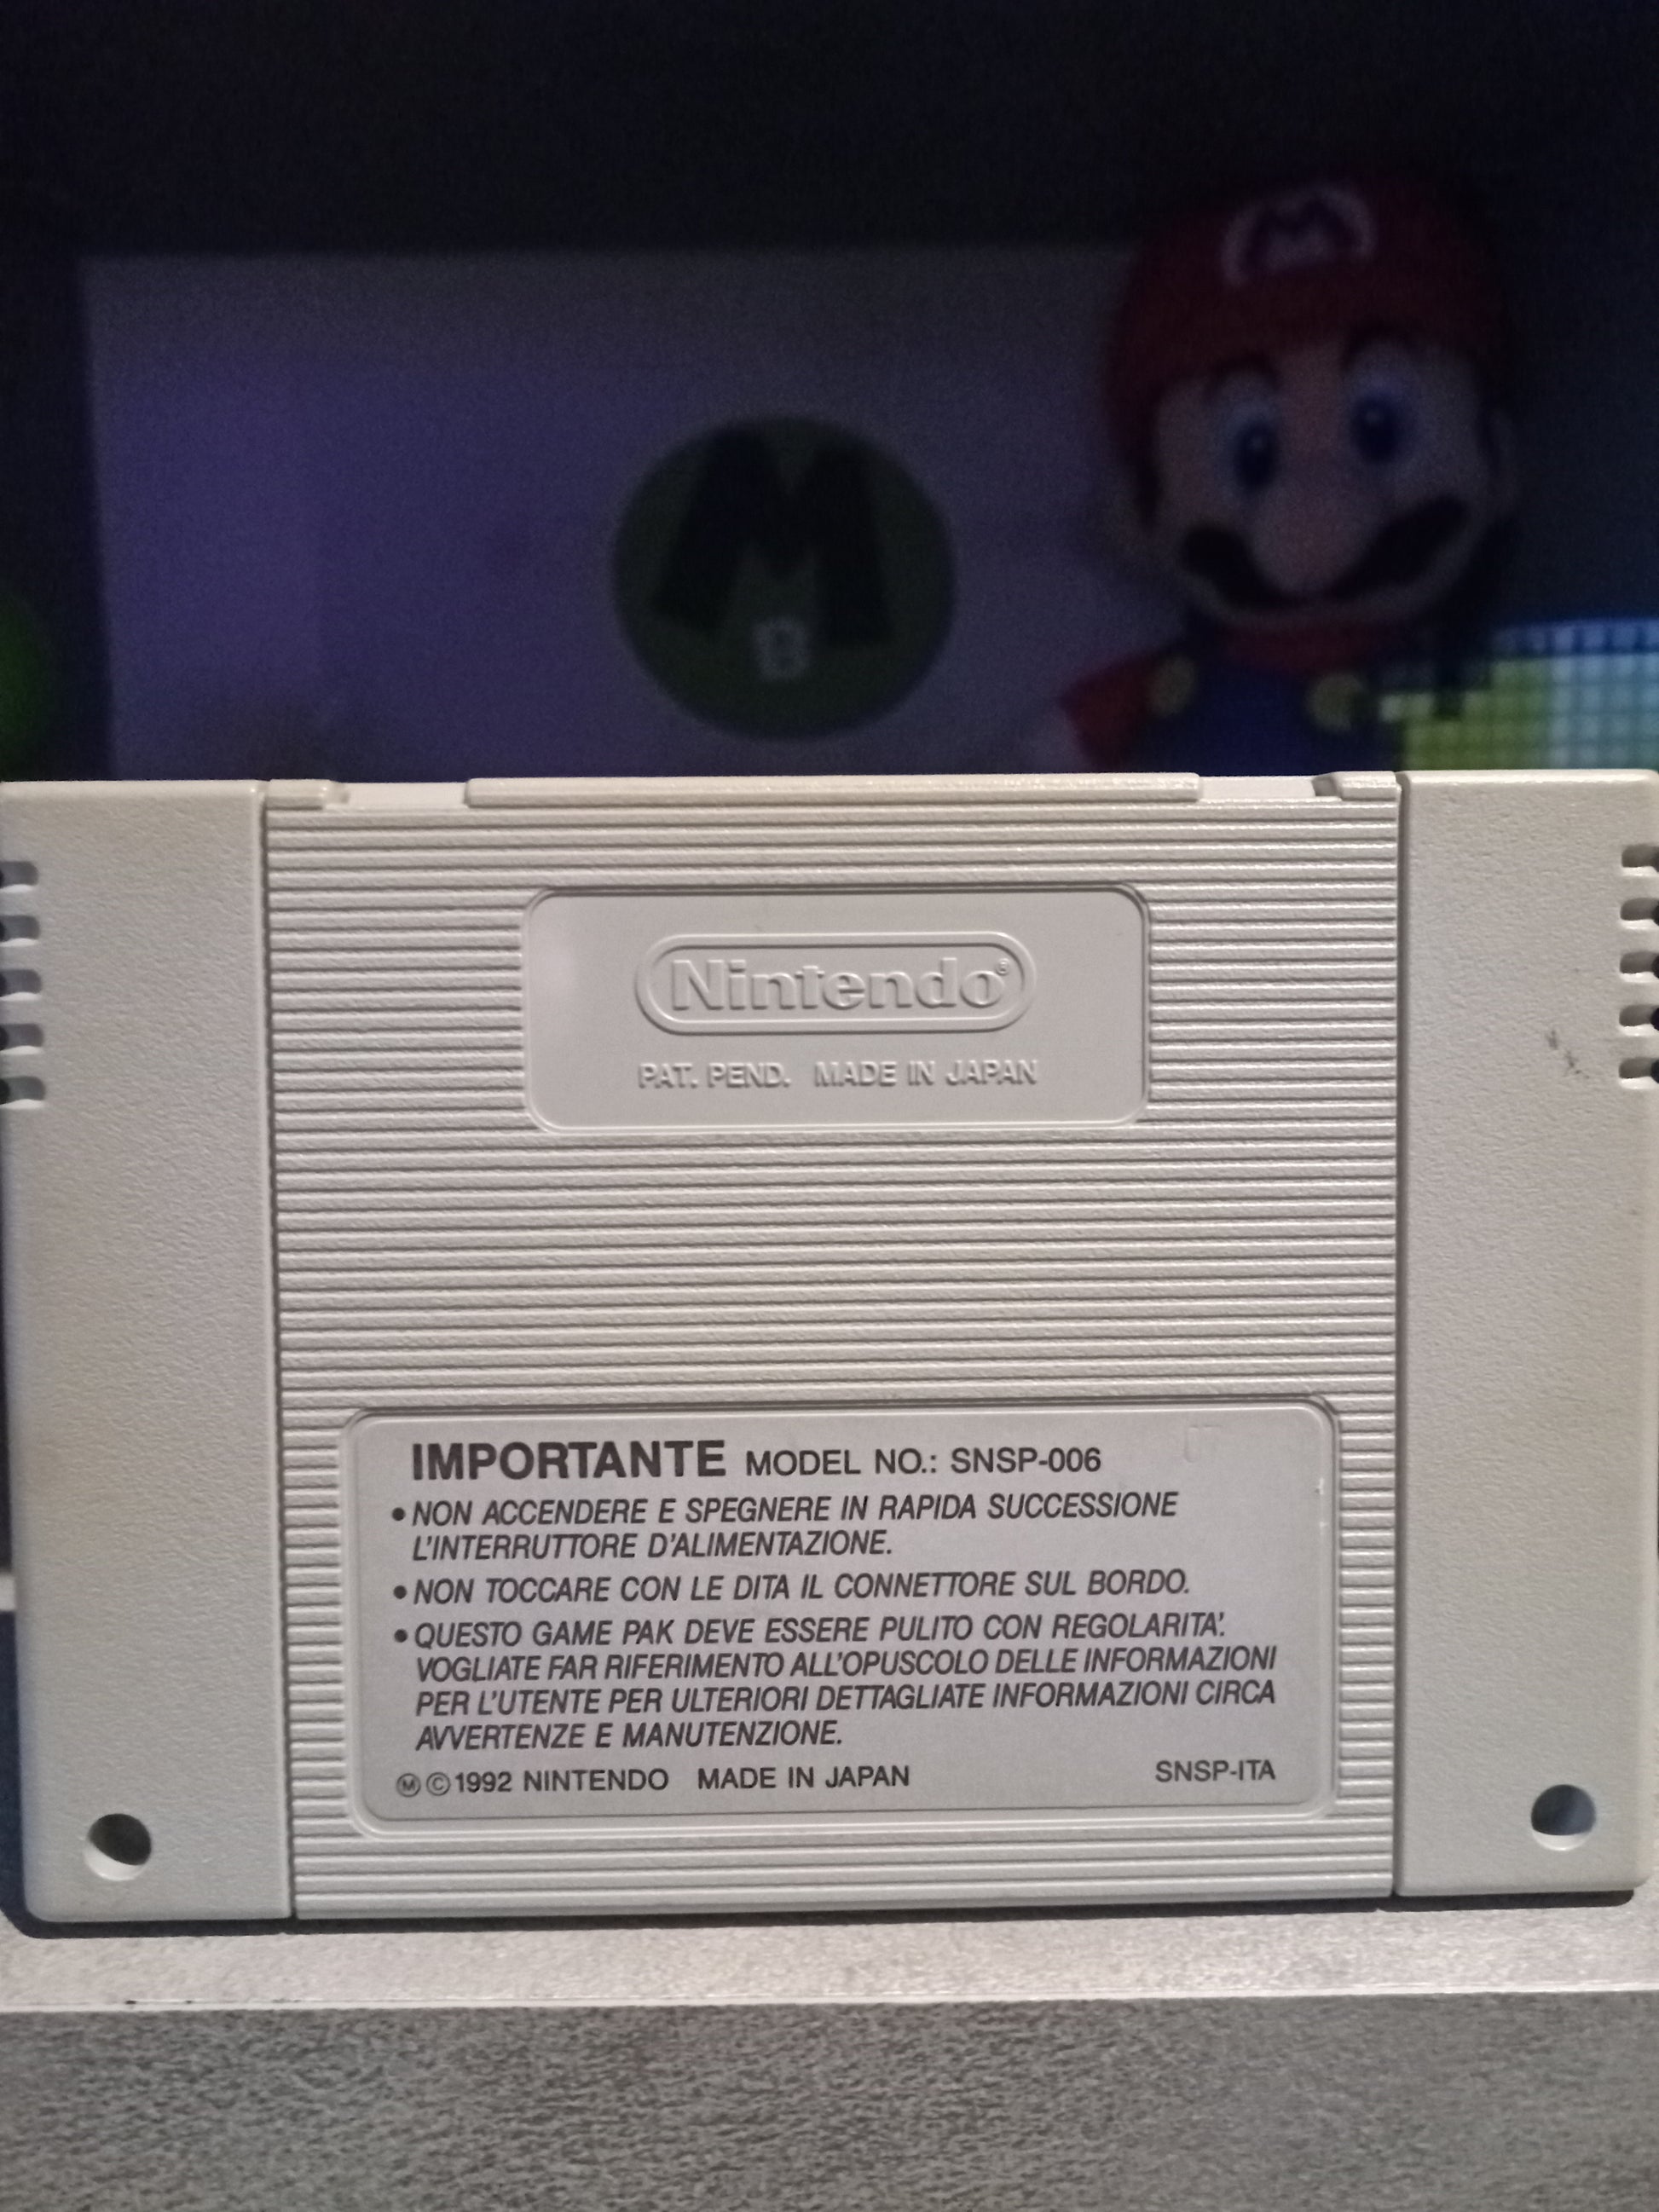 M
M
8
Nintendo®
PAT. PEND. MADE IN JAPAN
IMPORTANTE MODEL NO.: SNSP-006
•NON ACCENDERE E SPEGNERE IN RAPIDA SUCCESSIONE
L'INTERRUTTORE D'ALIMENTAZIONE.
•NON TOCCARE CON LE DITA IL CONNETTORE SUL BORDO.
•QUESTO GAME PAK DEVE ESSERE PULITO CON REGOLARITA'.
VOGLIATE FAR RIFERIMENTO ALL'OPUSCOLO DELLE INFORMAZIONI
PER L'UTENTE PER ULTERIORI DETTAGLIATE INFORMAZIONI CIRCA
AVVERTENZE E MANUTENZIONE.
Ⓜ©1992 NINTENDO MADE IN JAPAN SNSP-ITA